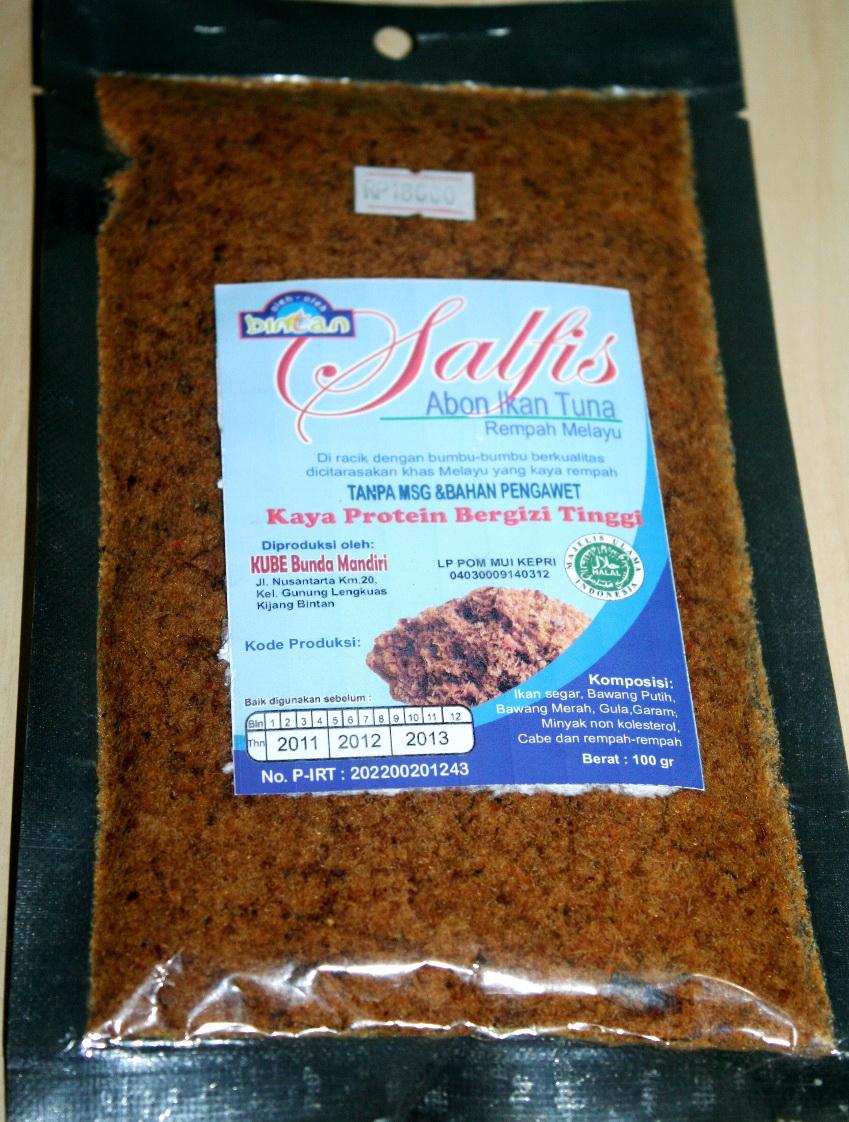 RP18000
oleh - oleh
bintan
Salfis
Abon Ikan Tuna
Rempah Melayu
Di racik dengan bumbu-bumbu berkualitas
dicitarasakan khas Melayu yang kaya rempah
TANPA MSG &BAHAN PENGAWET
Kaya Protein Bergizi Tinggi
Diproduksi oleh:
KUBE Bunda Mandiri
Jl. Nusantarta Km.20,
Kel. Gunung Lengkuas
Kijang Bintan
LP POM MUI KEPRI
04030009140312
MAJELIS ULAMA
حلال
HALAL
INDONESIA
Kode Produksi:
Baik digunakan sebelum :
Bln 1 2 3 4 5 6 7 8 9 10 11 12
Thn 2011 2012 2013
No. P-IRT : 202200201243
Komposisi:
Ikan segar, Bawang Putih,
Bawang Merah, Gula,Garam,
Minyak non kolesterol,
Cabe dan rempah-rempah
Berat : 100 gr